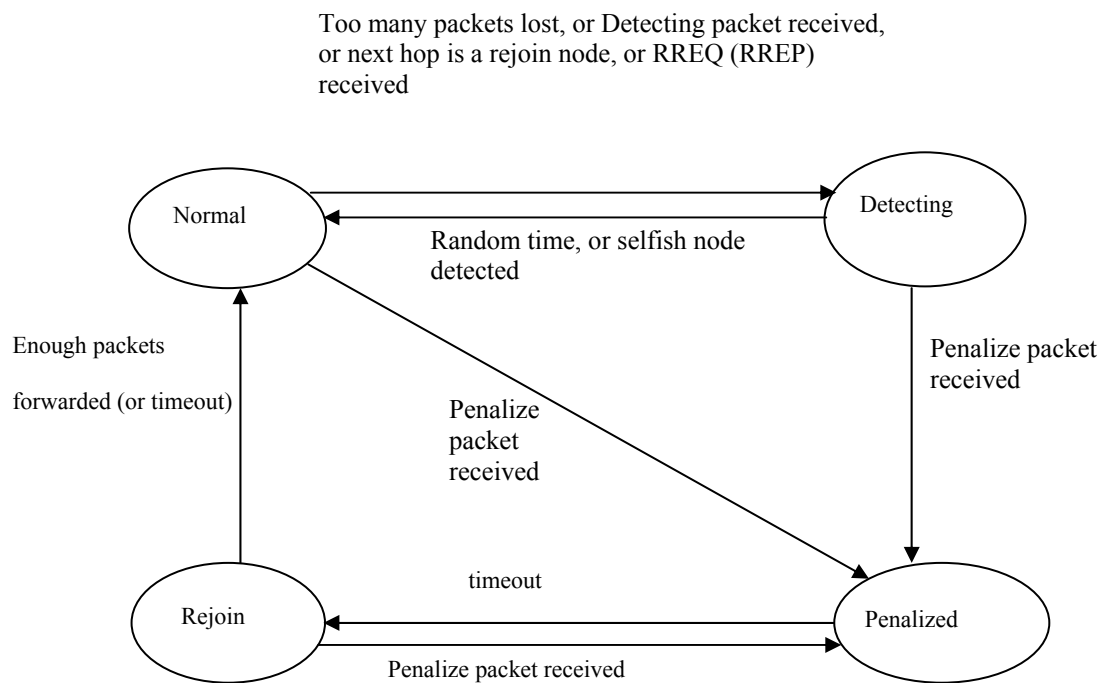 Too many packets lost, or Detecting packet received,
or next hop is a rejoin node, or RREQ (RREP)
received
Normal
Detecting
Random time, or selfish node
detected
Enough packets
forwarded (or timeout)
Penalize packet
received
Penalize
packet
received
timeout
Rejoin
Penalized
Penalize packet received